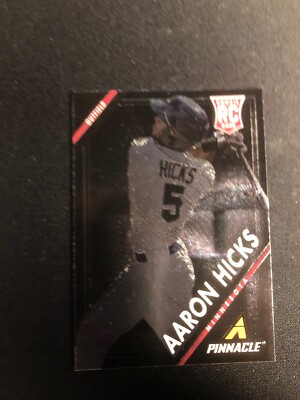 OUTFIELD
RC
HICKS
5
AARON HICKS
MINNESOTA
PINNACLE